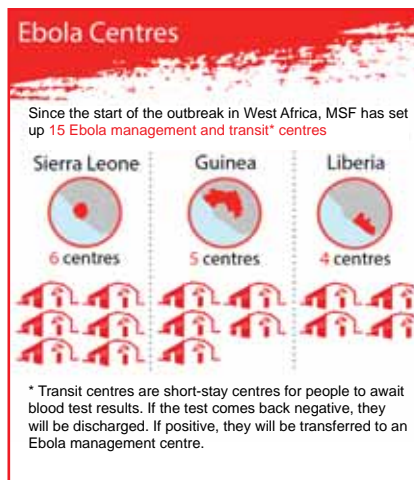 Ebola Centres
Since the start of the outbreak in West Africa, MSF has set
up 15 Ebola management and transit* centres
Sierra Leone
Guinea
Liberia
6 centres
5 centres
4 centres
* Transit centres are short-stay centres for people to await
blood test results. If the test comes back negative, they
will be discharged. If positive, they will be transferred to an
Ebola management centre.